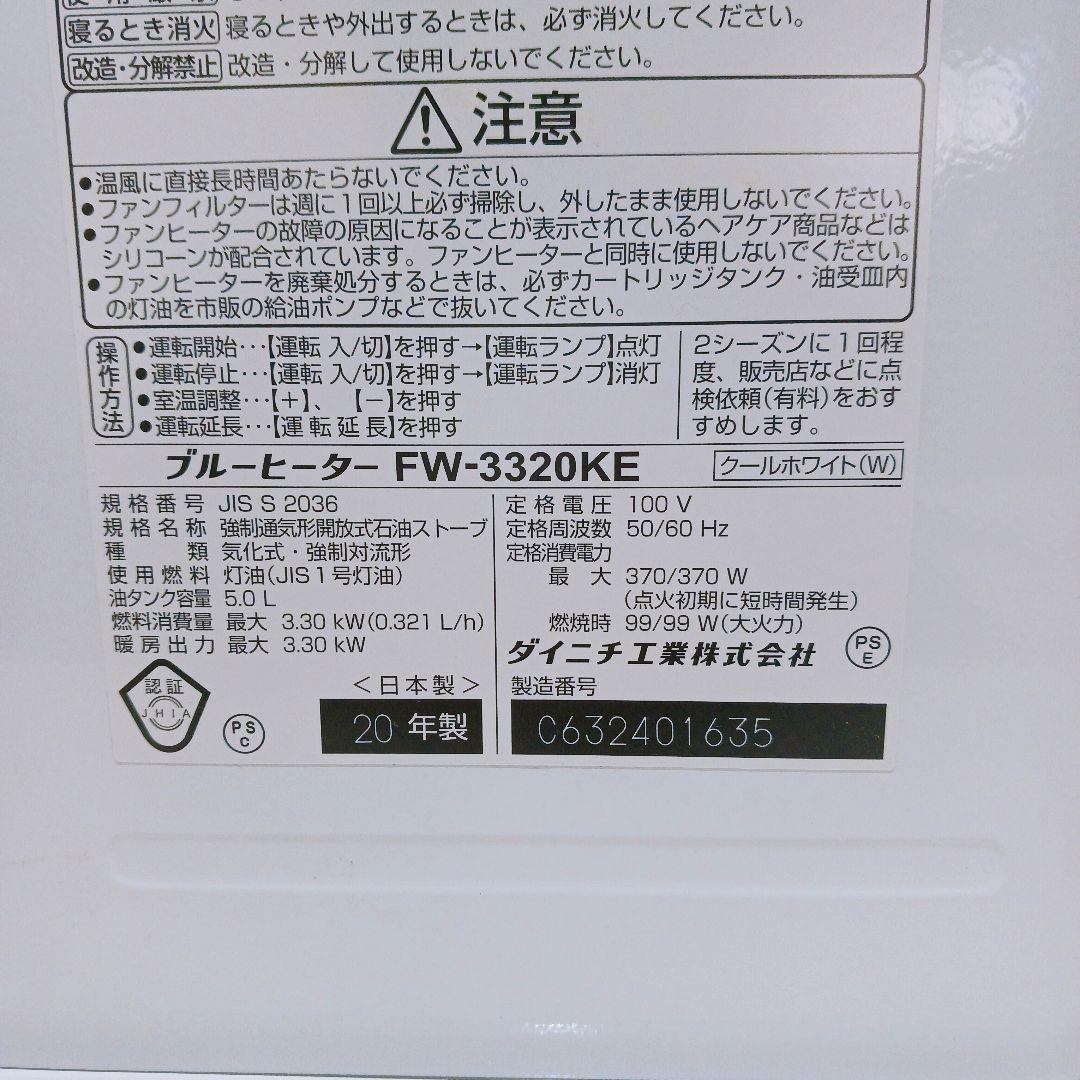 寝るとき消火 寝るときや外出するときは、必ず消火してください。
改造・分解禁止 改造・分解して使用しないでください。
注意
●温風に直接長時間あたらないでください。
●ファンフィルターは週に1回以上必ず掃除し、外したまま使用しないでください。
●ファンヒーターの故障の原因になることが表示されているヘアケア商品などは
シリコーンが配合されています。ファンヒーターと同時に使用しないでください。
●ファンヒーターを廃棄処分するときは、必ずカートリッジタンク・油受皿内
の灯油を市販の給油ポンプなどで抜いてください。
操作方法
●運転開始…【運転 入/切】を押す→【運転ランプ】点灯
●運転停止…【運転 入/切】を押す→【運転ランプ】消灯
●室温調整…【+】、【-】を押す
●運転延長…【運転延長】を押す
2シーズンに1回程
度、販売店などに点
検依頼(有料)をおす
すめします。
ブルーヒーター FW-3320KE クールホワイト(W)
規格番号 JIS S 2036
規格名称 強制通気形開放式石油ストーブ
種類 気化式・強制対流形
使用燃料 灯油(JIS1号灯油)
油タンク容量 5.0 L
燃料消費量 最大 3.30 kW(0.321 L/h)
暖房出力 最大 3.30 kW
定格電圧 100 V
定格周波数 50/60 Hz
定格消費電力
最大 370/370 W
(点火初期に短時間発生)
燃焼時 99/99 W(大火力)
ダイニチ工業株式会社
PS
E
認証
JHIA
PS
C
<日本製>
20 年製
製造番号
C632401635